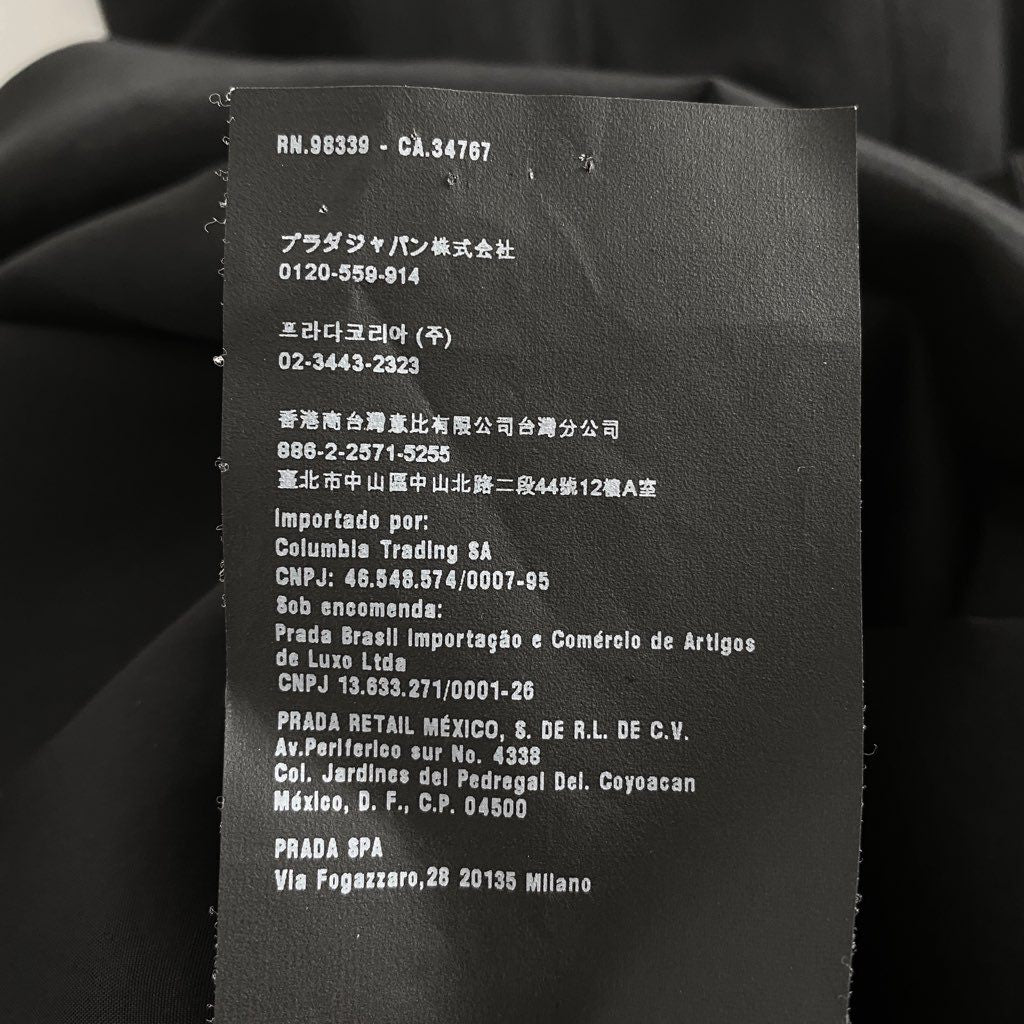 RN.98339 - CA.34767
プラダジャパン株式会社
0120-559-914
프라다코리아 (주)
02-3443-2323
香港商台灣意比有限公司台灣分公司
886-2-2571-5255
臺北市中山區中山北路二段44號12樓A室
Importado por:
Columbia Trading SA
CNPJ: 46.548.574/0007-95
Sob encomenda:
Prada Brasil Importação e Comércio de Artigos
de Luxo Ltda
CNPJ 13.633.271/0001-26
PRADA RETAIL MÉXICO, S. DE R.L. DE C.V.
Av.Periferico sur No. 4338
Col. Jardines del Pedregal Del. Coyoacan
México, D. F., C.P. 04500
PRADA SPA
Via Fogazzaro,28 20135 Milano